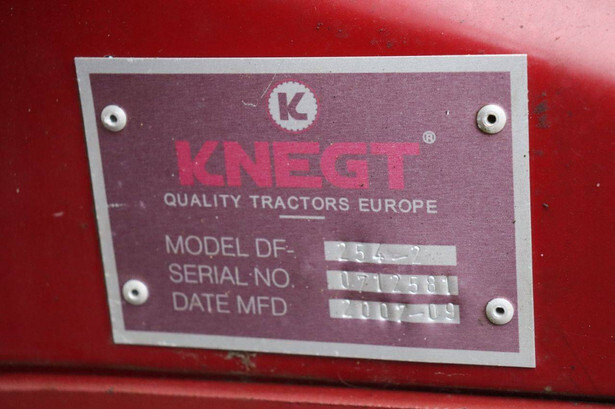 K
KNEGT®
QUALITY TRACTORS EUROPE
MODEL DF- 254-2
SERIAL NO. 0712581
DATE MFD 2007-09